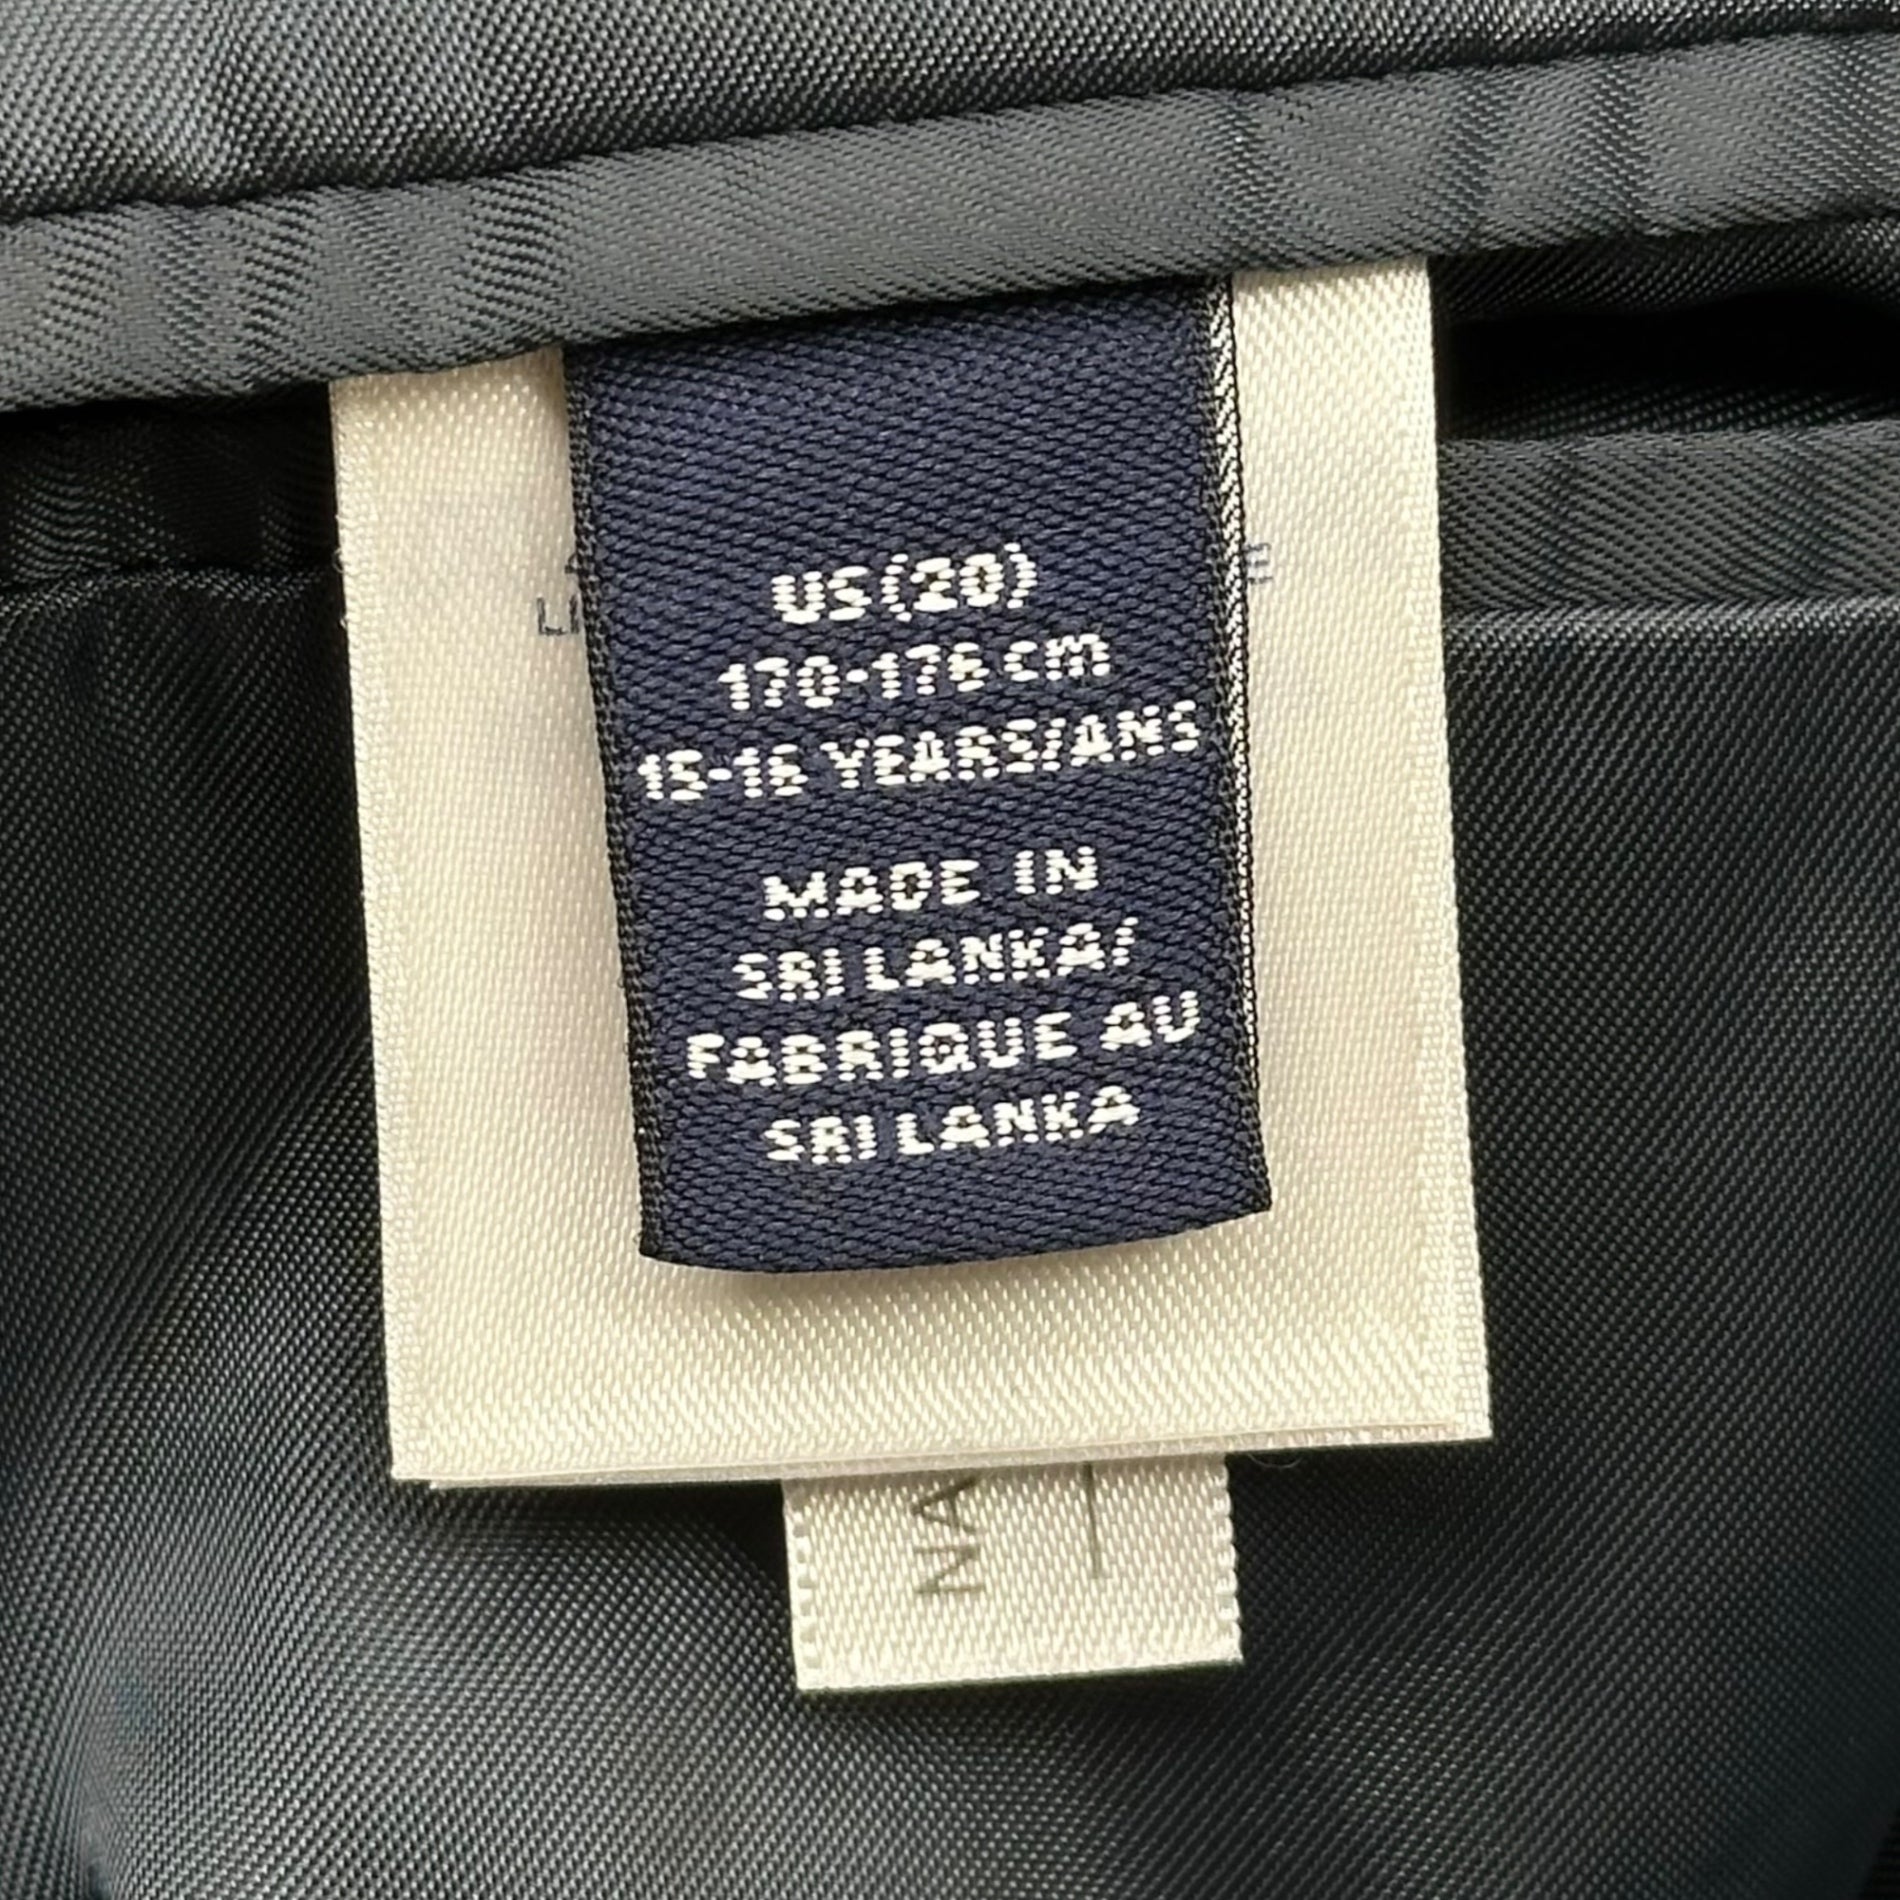 US(20)
170-176 cm
15-16 YEARS/ANS
MADE IN
SRI LANKA/
FABRIQUE AU
SRI LANKA